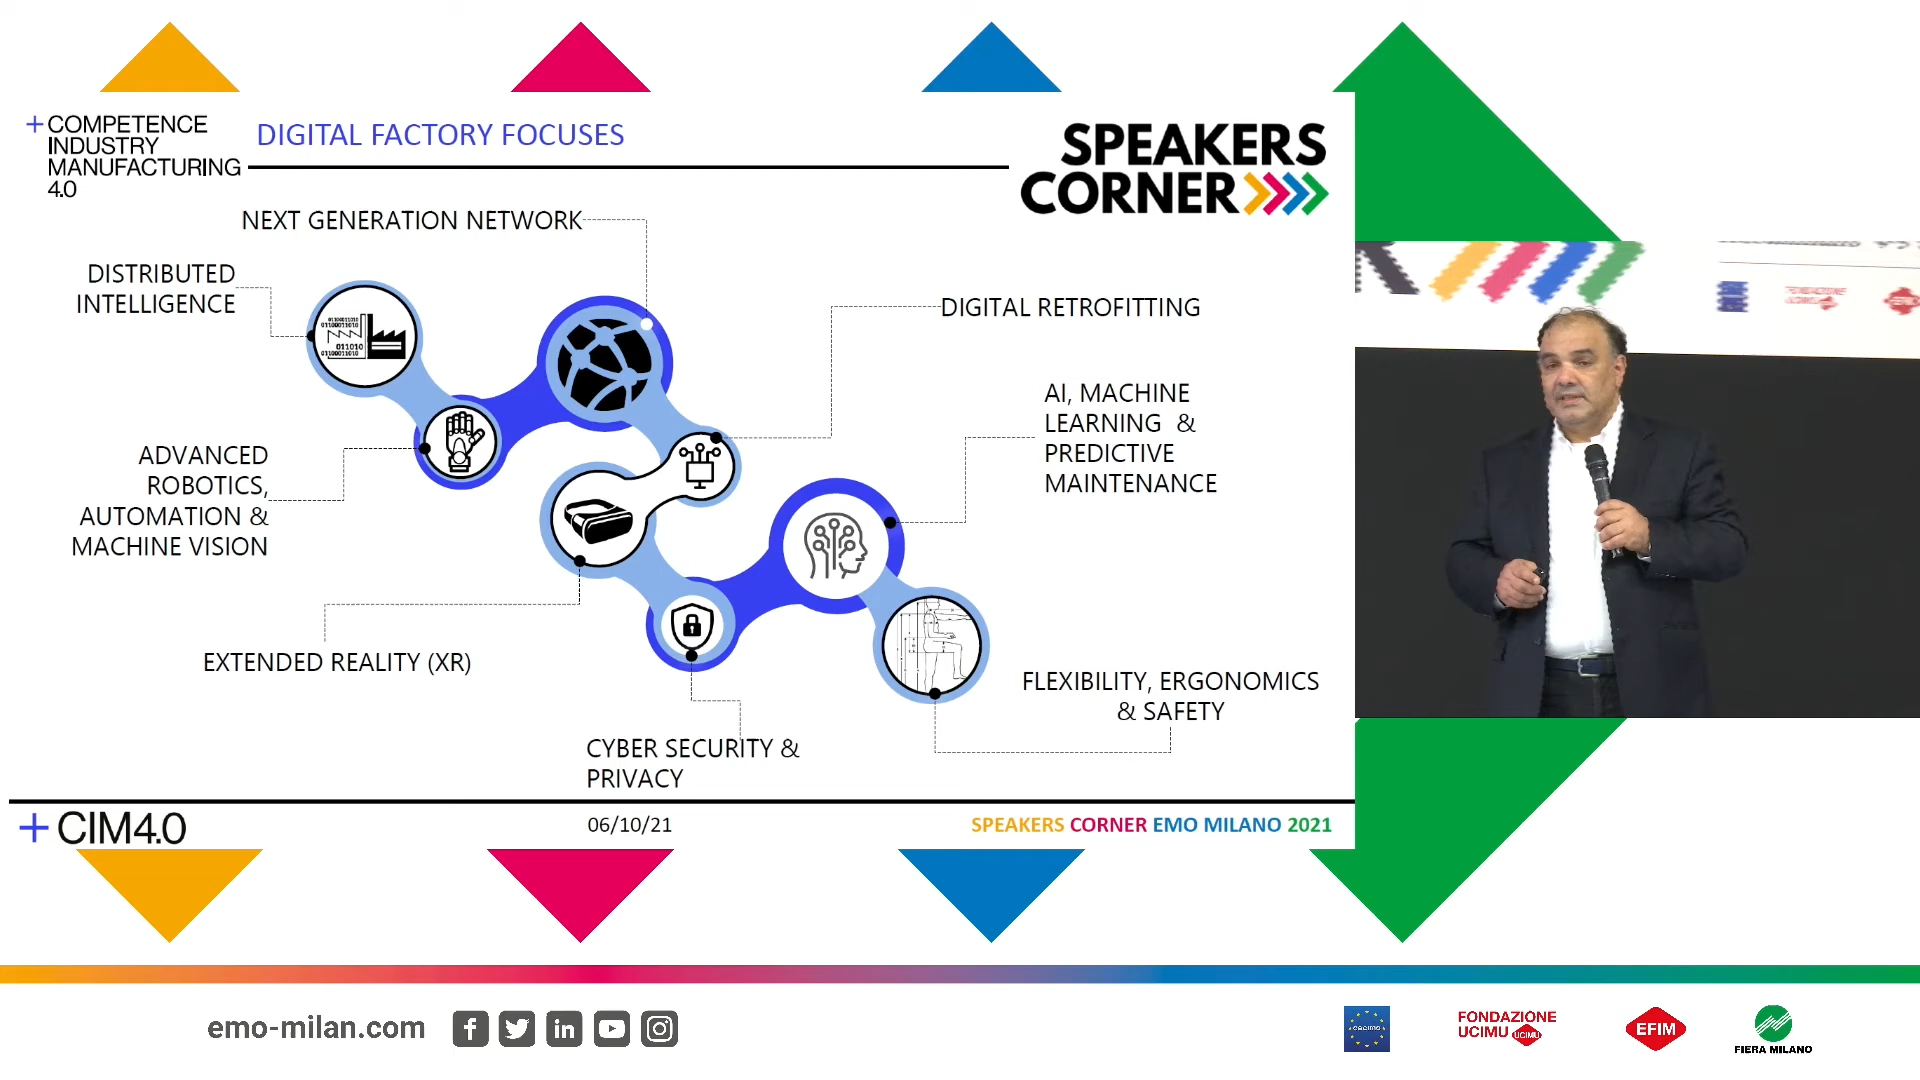 +COMPETENCE
INDUSTRY
MANUFACTURING
4.0
DIGITAL FACTORY FOCUSES
SPEAKERS
CORNER
NEXT GENERATION NETWORK
DISTRIBUTED
INTELLIGENCE
DIGITAL RETROFITTING
AI, MACHINE
LEARNING &
PREDICTIVE
MAINTENANCE
ADVANCED
ROBOTICS,
AUTOMATION &
MACHINE VISION
EXTENDED REALITY (XR)
FLEXIBILITY, ERGONOMICS
& SAFETY
CYBER SECURITY &
PRIVACY
+CIM4.0
06/10/21
SPEAKERS CORNER EMO MILANO 2021
emo-milan.com
cecimo
FONDAZIONE
UCIMU
UCIMU
EFIM
FIERA MILANO